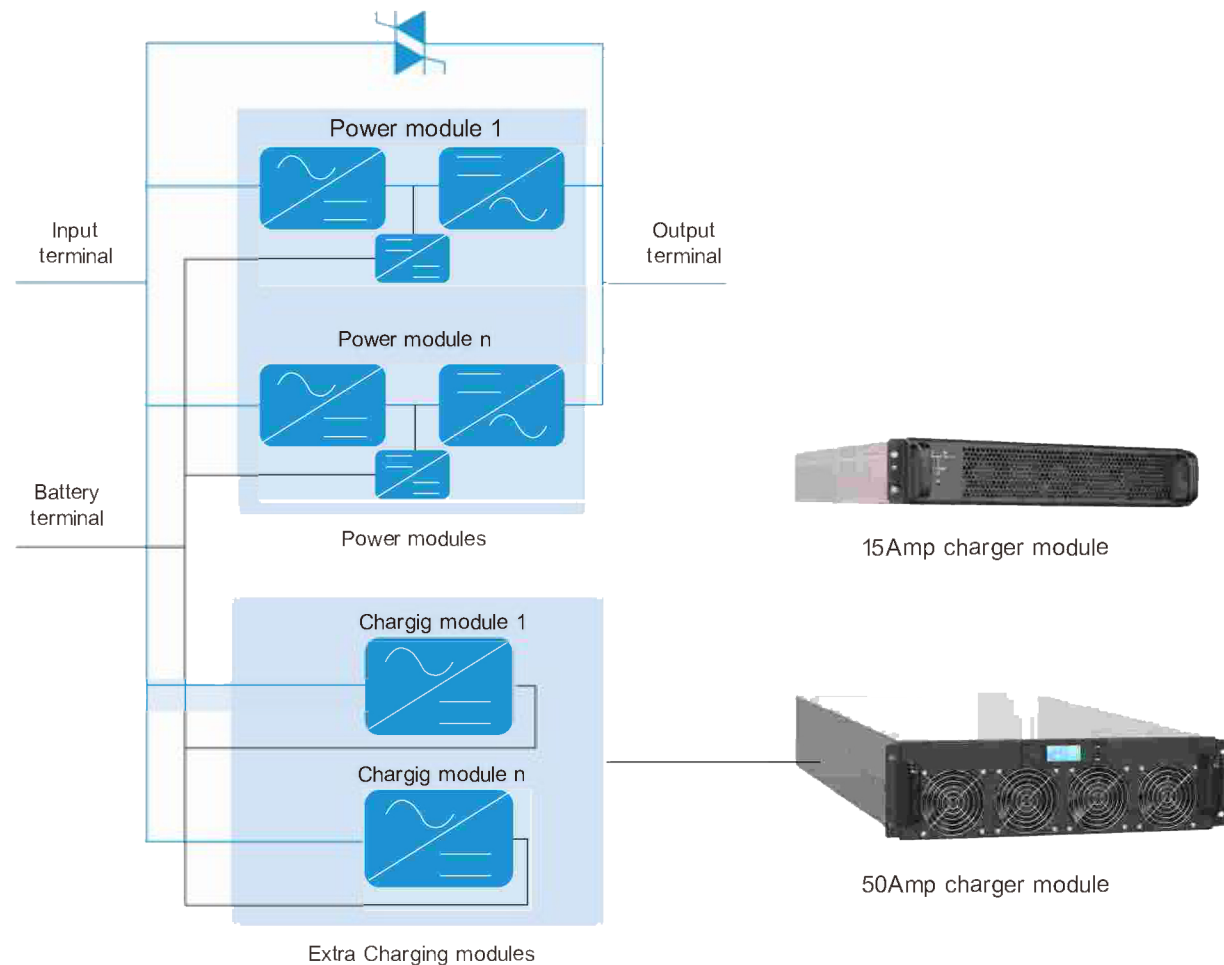 Power module 1
Input
terminal
Output
terminal
Power module n
Battery
terminal
Power modules
15Amp charger module
Chargig module 1
Chargig module n
50Amp charger module
Extra Charging modules